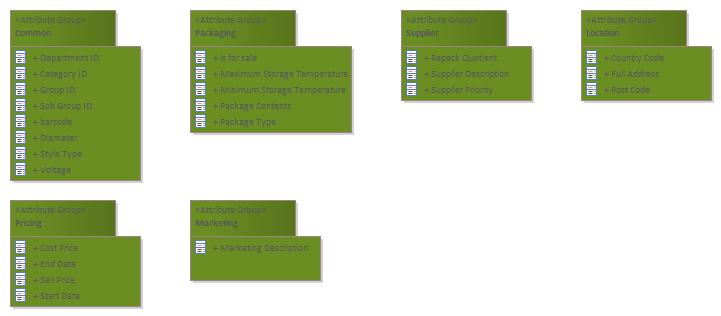 «Attribute Group»
Common
+ Department ID
+ Category ID
+ Group ID
+ Sub Group ID
+ barcode
+ Diamater
+ Style Type
+ Voltage
«Attribute Group»
Packaging
+ is for sale
+ Maximum Storage Temperature
+ Minimum Storage Temperature
+ Package Contents
+ Package Type
«Attribute Group»
Supplier
+ Repack Quotient
+ Supplier Description
+ Supplier Priority
«Attribute Group»
Location
+ Country Code
+ Full Address
+ Post Code
«Attribute Group»
Pricing
+ Cost Price
+ End Date
+ Sell Price
+ Start Date
«Attribute Group»
Marketing
+ Marketing Description